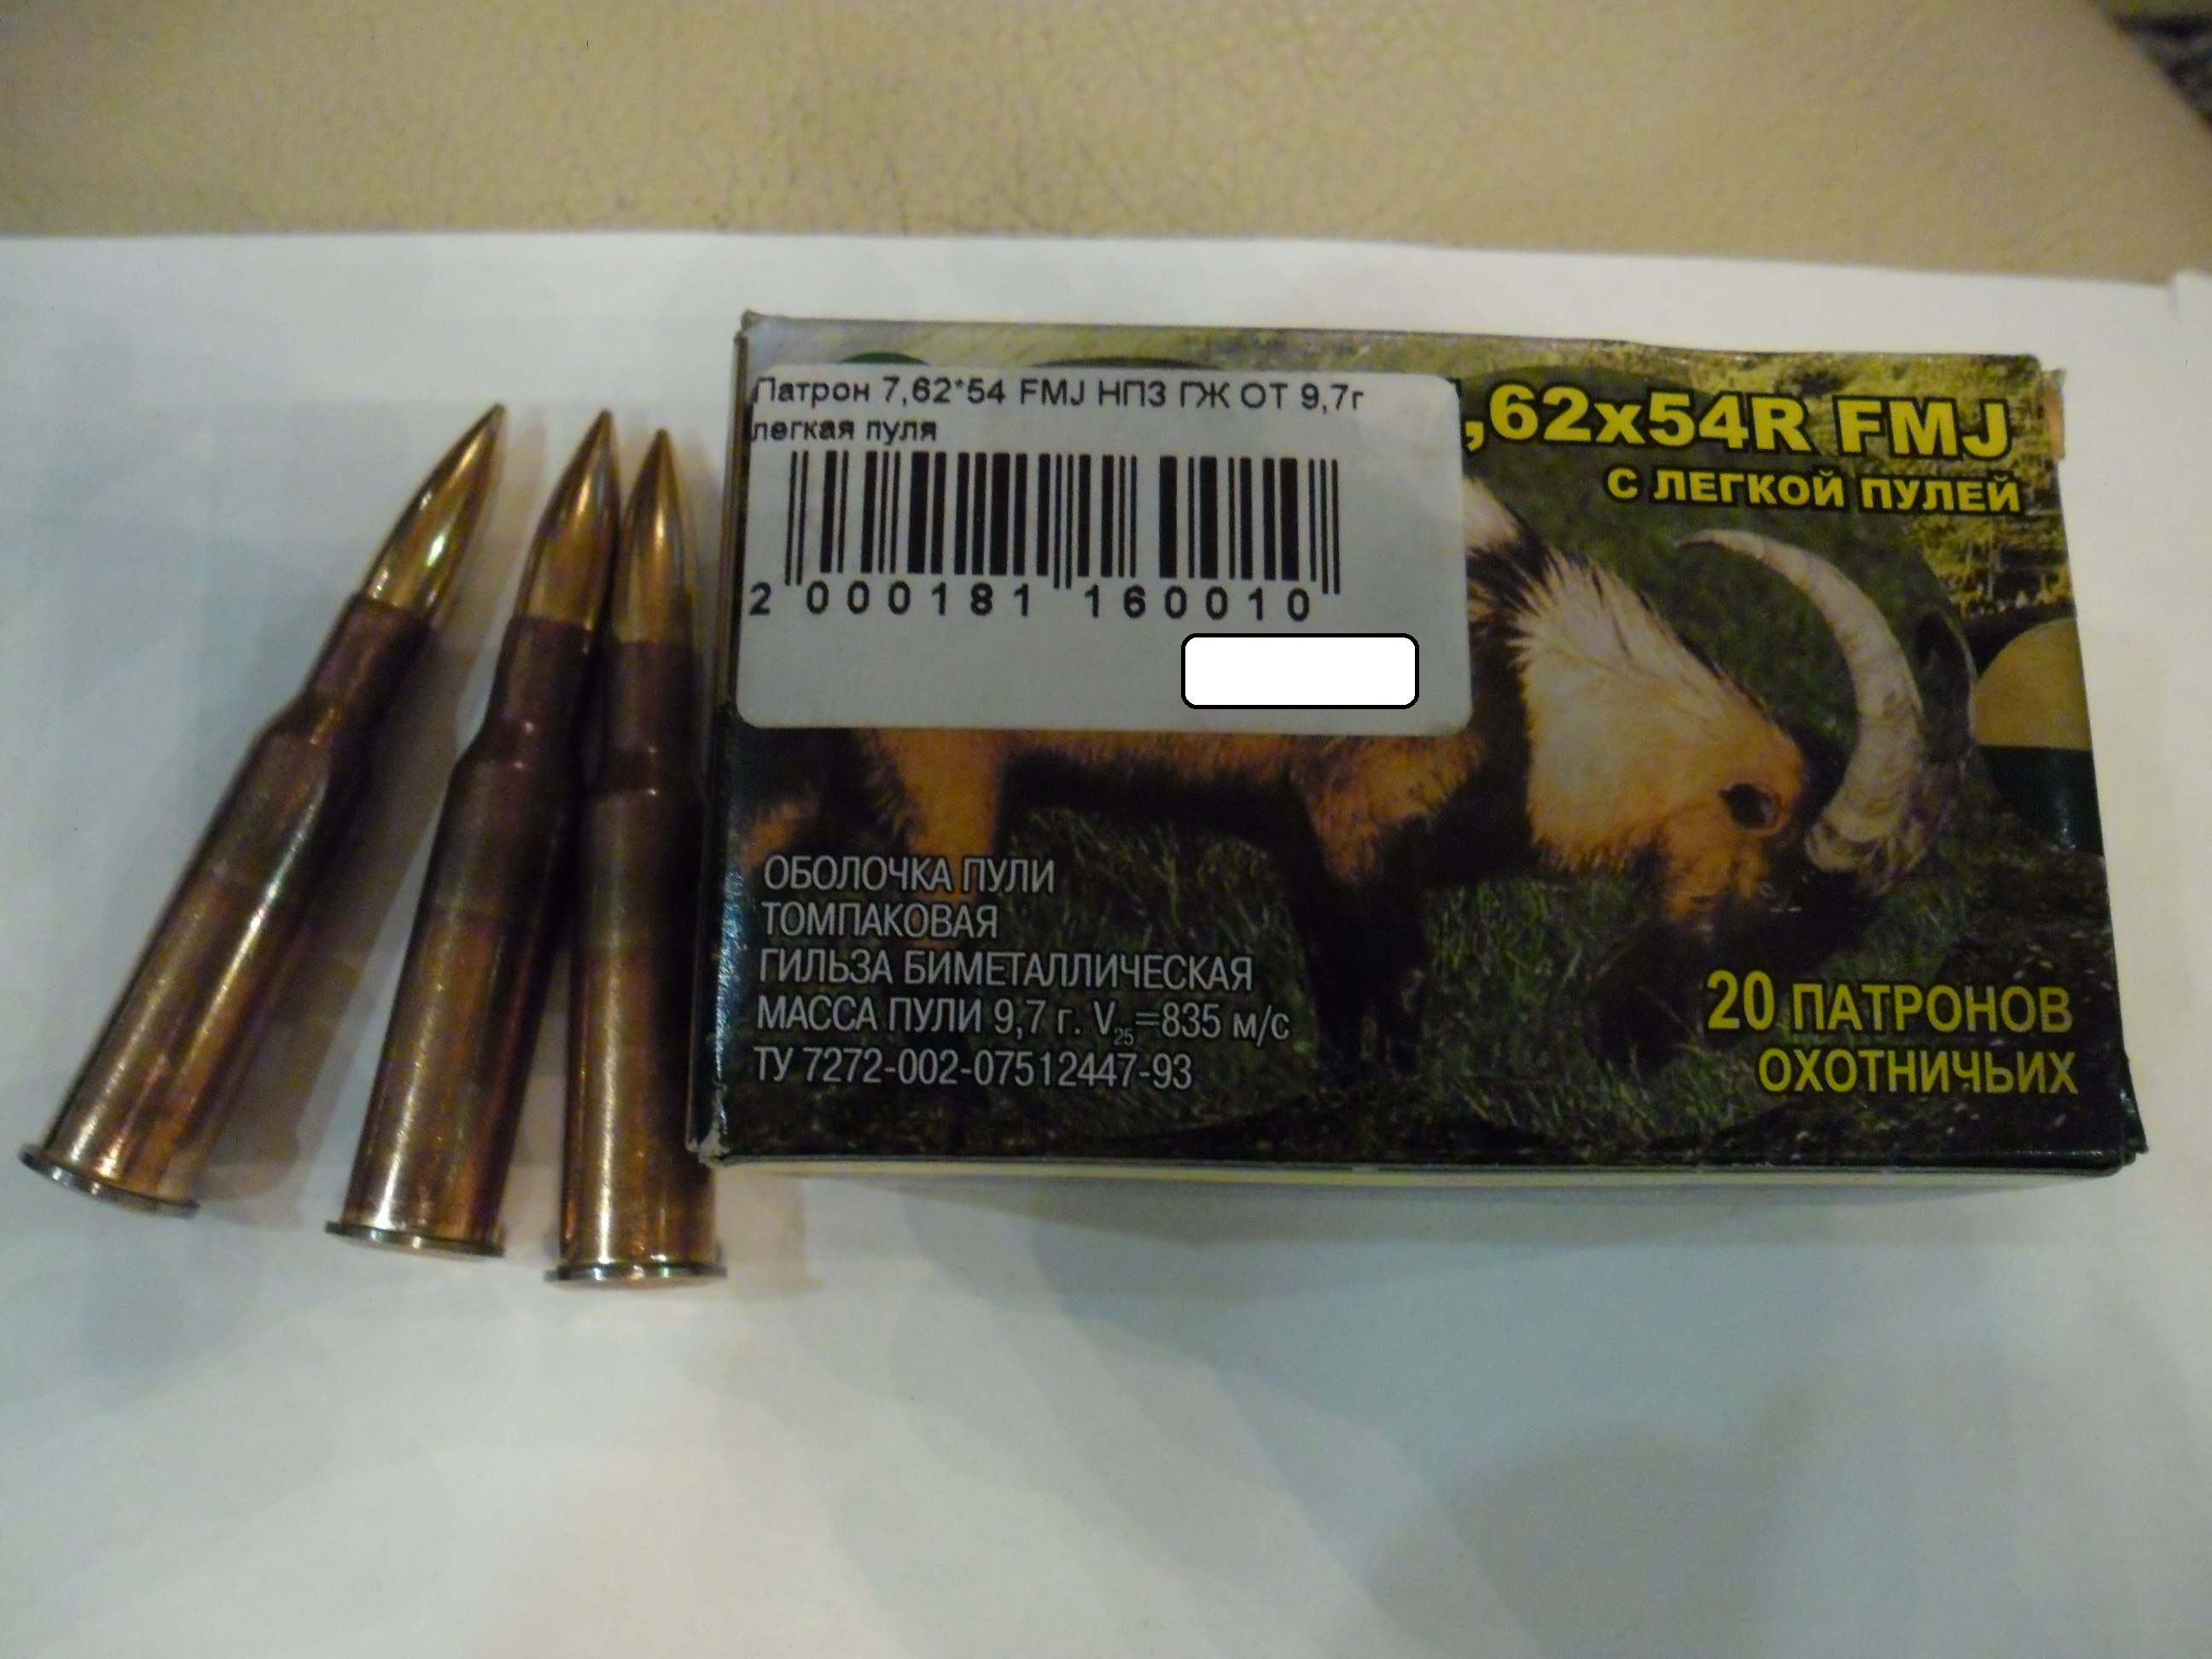 Патрон 7,62*54 FMJ НПЗ ГЖ ОТ 9,7г
легкая пуля
2 000181 160010
,62x54R FMJ
С ЛЕГКОЙ ПУЛЕЙ
ОБОЛОЧКА ПУЛИ
ТОМПАКОВАЯ
ГИЛЬЗА БИМЕТАЛЛИЧЕСКАЯ
МАССА ПУЛИ 9,7 г. V25=835 м/с
ТУ 7272-002-07512447-93
20 ПАТРОНОВ
ОХОТНИЧЬИХ